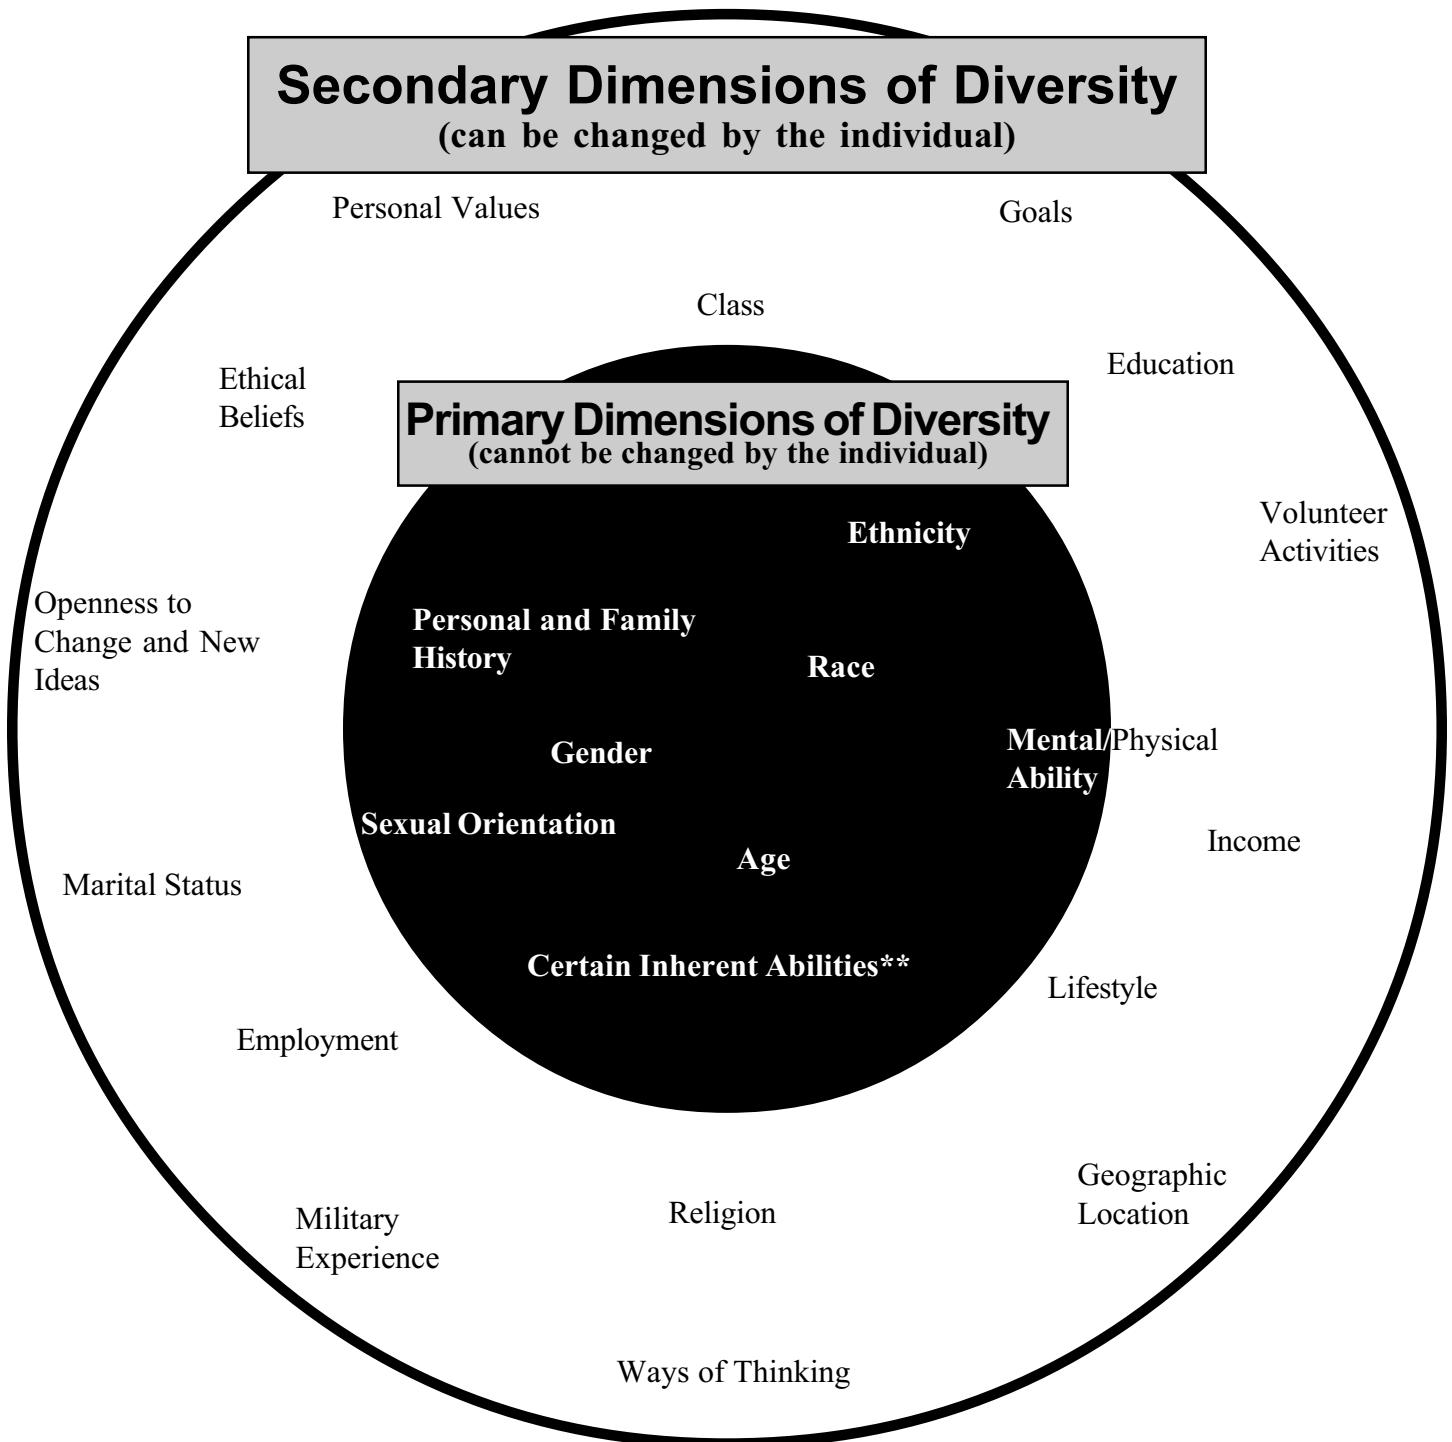 Secondary Dimensions of Diversity
(can be changed by the individual)
Personal Values
Goals
Class
Education
Ethical
Beliefs
Primary Dimensions of Diversity
(cannot be changed by the individual)
Volunteer
Activities
Ethnicity
Openness to
Change and New
Ideas
Personal and Family
History
Race
Mental/Physical
Ability
Gender
Sexual Orientation
Age
Income
Marital Status
Certain Inherent Abilities**
Lifestyle
Employment
Geographic
Location
Military
Experience
Religion
Ways of Thinking